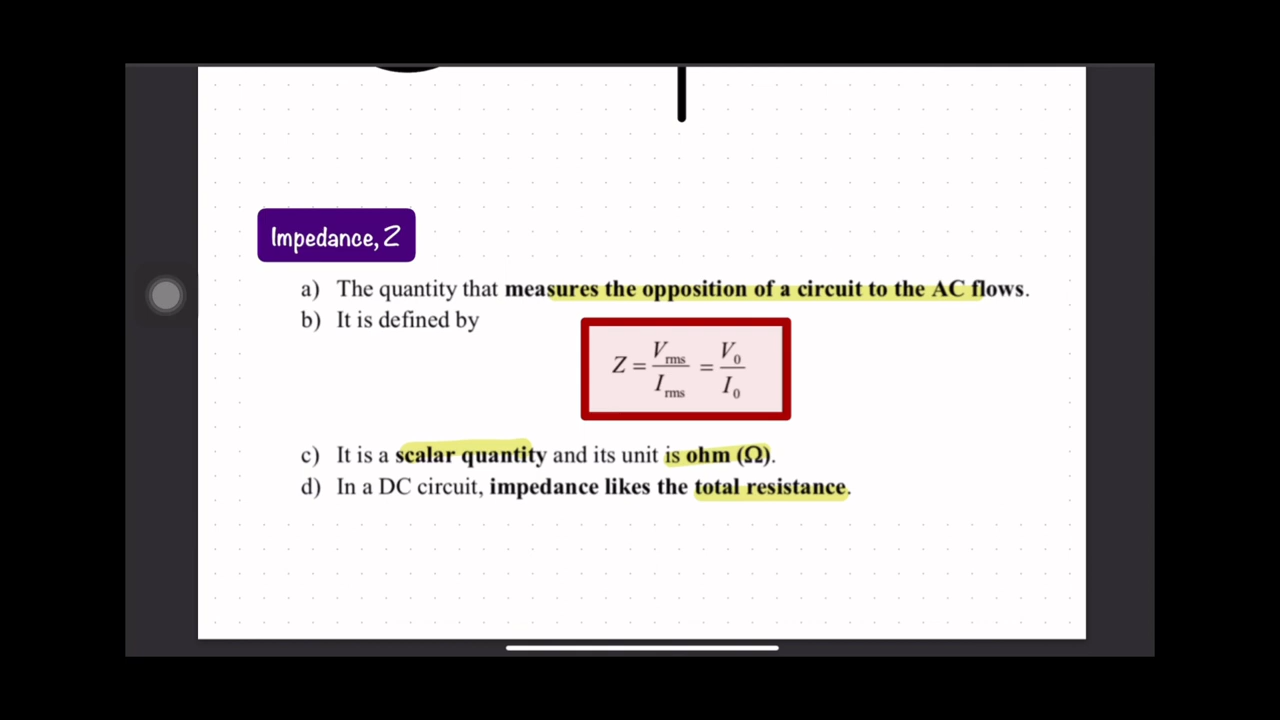 Impedance, Z
a) The quantity that measures the opposition of a circuit to the AC flows.
b) It is defined by
Z = V_rms / I_rms = V_0 / I_0
c) It is a scalar quantity and its unit is ohm (Ω).
d) In a DC circuit, impedance likes the total resistance.